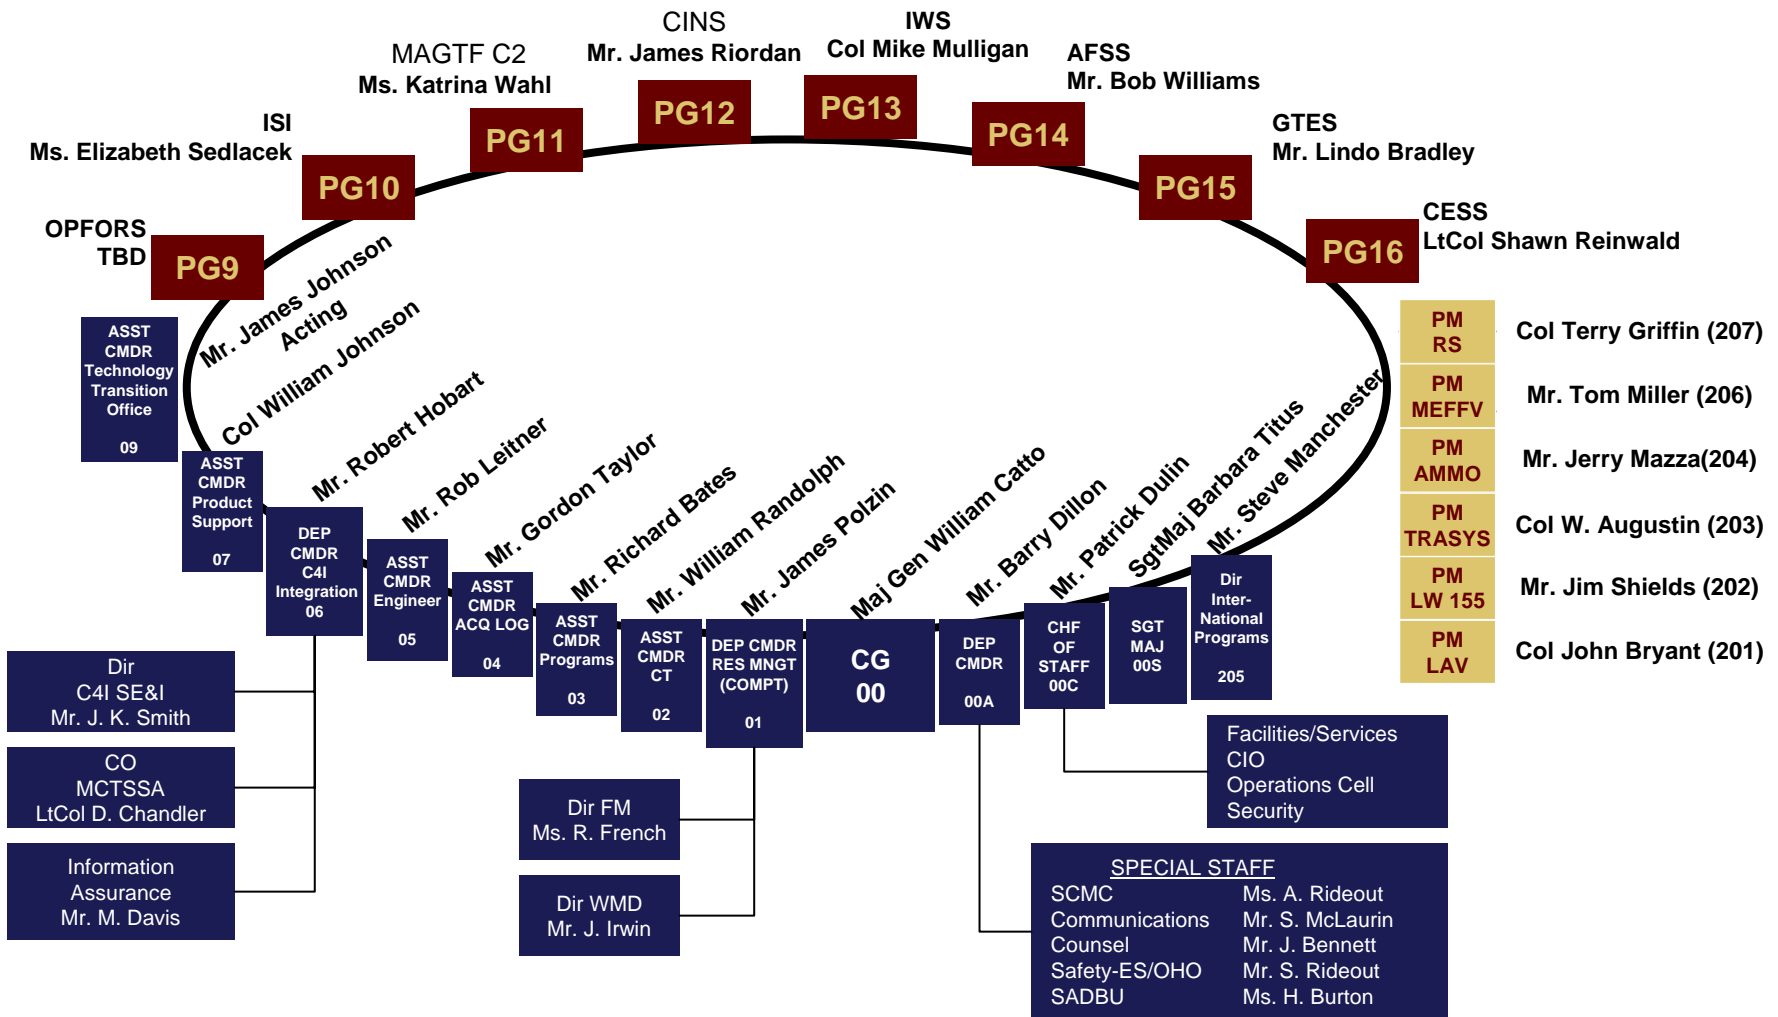 CINS
Mr. James Riordan
IWS
Col Mike Mulligan
MAGTF C2
Ms. Katrina Wahl
AFSS
Mr. Bob Williams
ISI
Ms. Elizabeth Sedlacek
GTES
Mr. Lindo Bradley
OPFORS
TBD
CESS
LtCol Shawn Reinwald
PG9
PG10
PG11
PG12
PG13
PG14
PG15
PG16
Mr. James Johnson
Acting
Col William Johnson
Mr. Robert Hobart
Mr. Rob Leitner
Mr. Gordon Taylor
Mr. Richard Bates
Mr. William Randolph
Mr. James Polzin
Maj Gen William Catto
Mr. Barry Dillon
Mr. Patrick Dulin
SgtMaj Barbara Titus
Mr. Steve Manchester
ASST
CMDR
Technology
Transition
Office
09
ASST
CMDR
Product
Support
07
DEP
CMDR
C4I
Integration
06
ASST
CMDR
Engineer
05
ASST
CMDR
ACQ LOG
04
ASST
CMDR
Programs
03
ASST
CMDR
CT
02
DEP CMDR
RES MNGT
(COMPT)
01
CG
00
DEP
CMDR
00A
CHF
OF
STAFF
00C
SGT
MAJ
00S
Dir
Inter-
National
Programs
205
PM
RS
Col Terry Griffin (207)
PM
MEFFV
Mr. Tom Miller (206)
PM
AMMO
Mr. Jerry Mazza(204)
PM
TRASYS
Col W. Augustin (203)
PM
LW 155
Mr. Jim Shields (202)
PM
LAV
Col John Bryant (201)
Dir
C4I SE&I
Mr. J. K. Smith
CO
MCTSSA
LtCol D. Chandler
Information
Assurance
Mr. M. Davis
Dir FM
Ms. R. French
Dir WMD
Mr. J. Irwin
Facilities/Services
CIO
Operations Cell
Security
SPECIAL STAFF
SCMC Ms. A. Rideout
Communications Mr. S. McLaurin
Counsel Mr. J. Bennett
Safety-ES/OHO Mr. S. Rideout
SADBU Ms. H. Burton